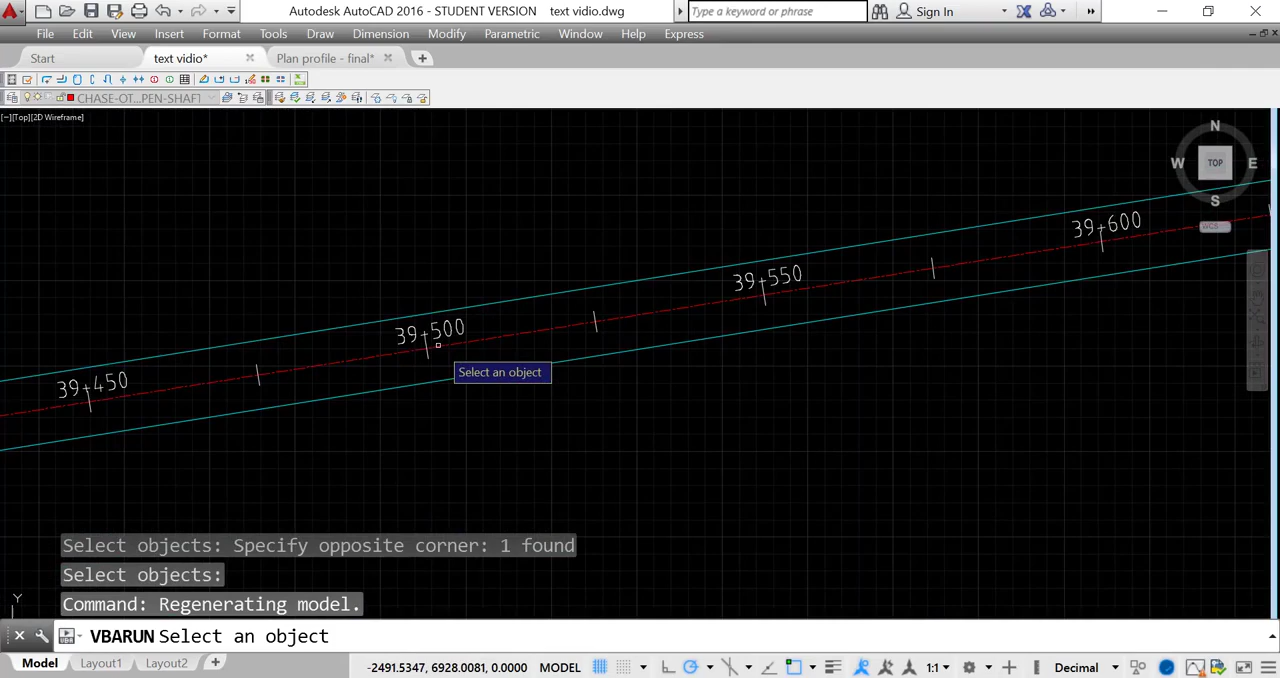 Autodesk AutoCAD 2016 - STUDENT VERSION text vidio.dwg
Type a keyword or phrase
Sign In
File Edit View Insert Format Tools Draw Dimension Modify Parametric Window Help Express
Start text vidio* Plan profile - final*
CHASE-OT...PEN-SHAFT
[−][Top][2D Wireframe]
N
W TOP E
S
WCS
39+600
39+550
39+500
39+450
Select an object
Select objects: Specify opposite corner: 1 found
Select objects:
Command: Regenerating model.
Y
VBARUN Select an object
Model Layout1 Layout2
-2491.5347, 6928.0081, 0.0000 MODEL 1:1 Decimal